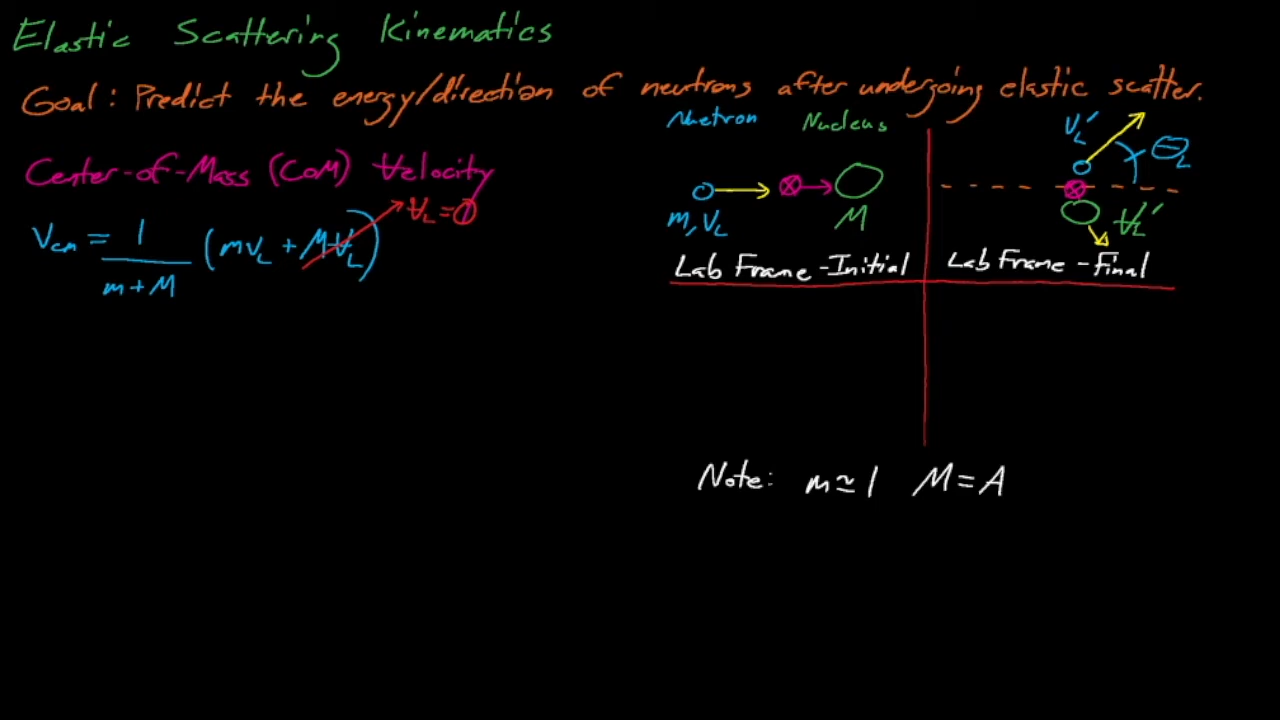 Elastic Scattering Kinematics
Goal: Predict the energy/direction of neutrons after undergoing elastic scatter.
Nuetron Nucleus
Center-of-Mass (CoM) Velocity
V_L = 0
V_cm = 1/(m+M) (mv_L + MV_L)
m, V_L
M
Lab Frame - Initial
v_L'
θ_L
V_L'
Lab Frame - Final
Note: m ≃ 1 M = A